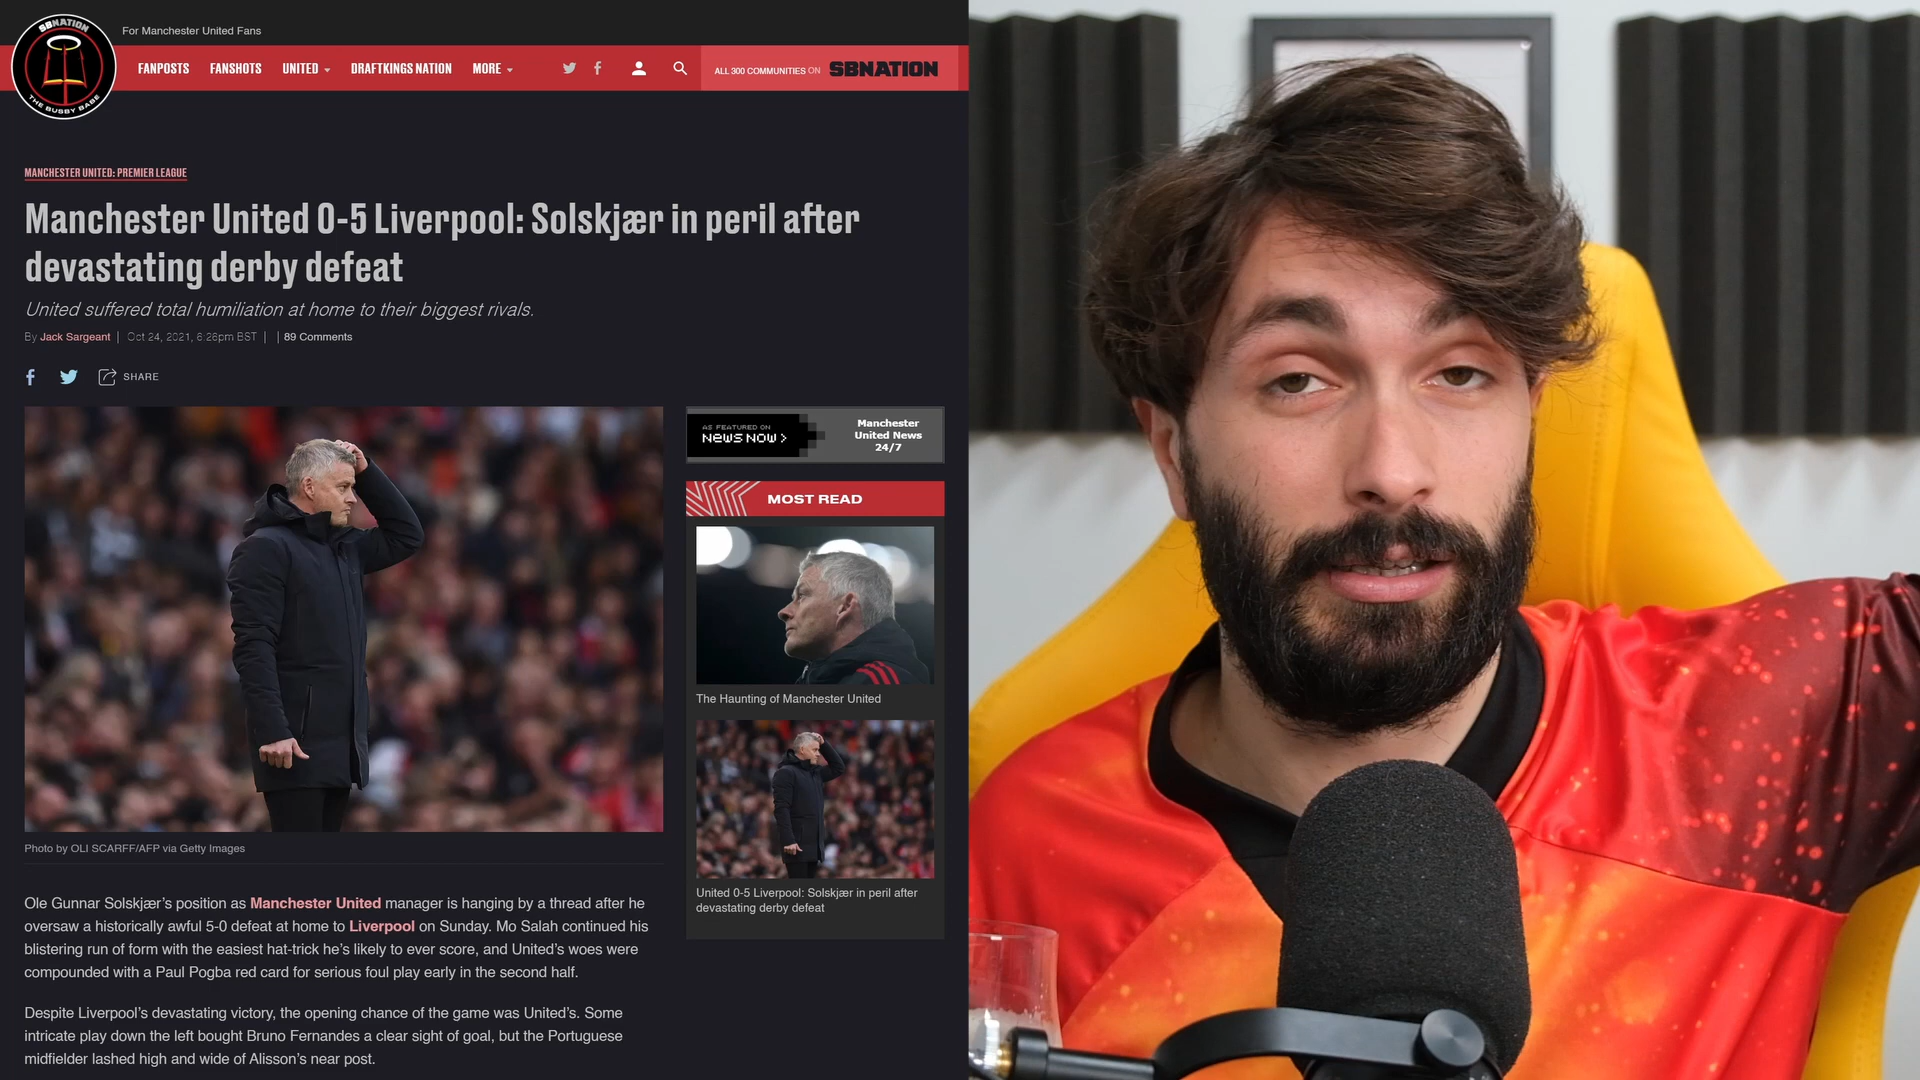 SBNATION
THE BUSBY BABE
For Manchester United Fans
FANPOSTS FANSHOTS UNITED DRAFTKINGS NATION MORE
ALL 300 COMMUNITIES ON SBNATION
MANCHESTER UNITED: PREMIER LEAGUE
Manchester United 0-5 Liverpool: Solskjær in peril after
devastating derby defeat
United suffered total humiliation at home to their biggest rivals.
By Jack Sargeant | Oct 24, 2021, 6:26pm BST | | 89 Comments
SHARE
Photo by OLI SCARFF/AFP via Getty Images
Ole Gunnar Solskjær’s position as Manchester United manager is hanging by a thread after he
oversaw a historically awful 5-0 defeat at home to Liverpool on Sunday. Mo Salah continued his
blistering run of form with the easiest hat-trick he’s likely to ever score, and United’s woes were
compounded with a Paul Pogba red card for serious foul play early in the second half.
Despite Liverpool’s devastating victory, the opening chance of the game was United’s. Some
intricate play down the left bought Bruno Fernandes a clear sight of goal, but the Portuguese
midfielder lashed high and wide of Alisson’s near post.
AS FEATURED ON
NEWS NOW >
Manchester
United News
24/7
MOST READ
The Haunting of Manchester United
United 0-5 Liverpool: Solskjær in peril after
devastating derby defeat